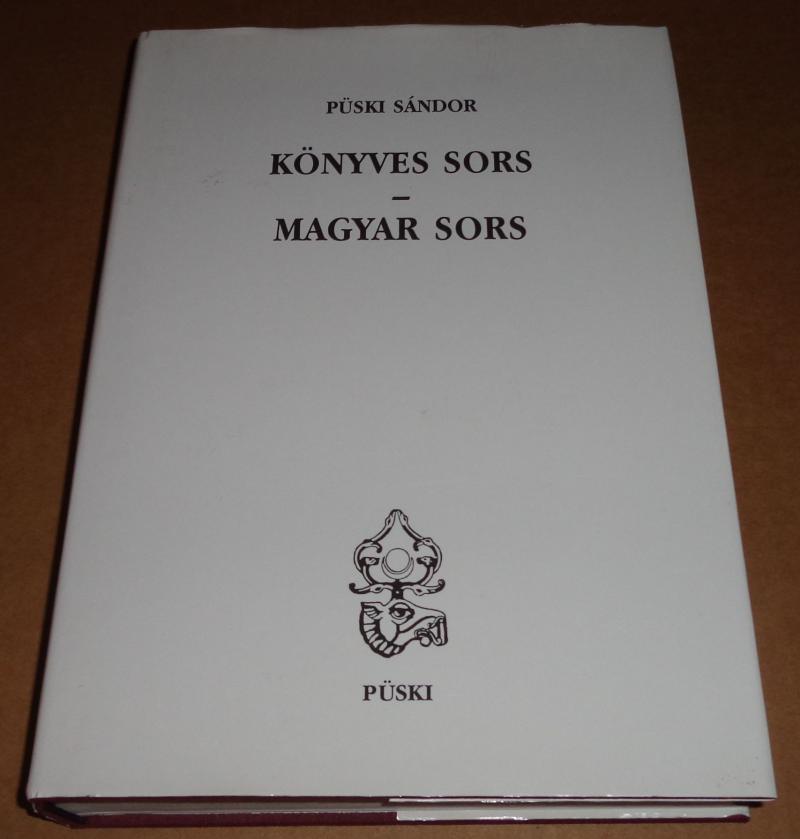 PÜSKI SÁNDOR
KÖNYVES SORS
–
MAGYAR SORS
PÜSKI